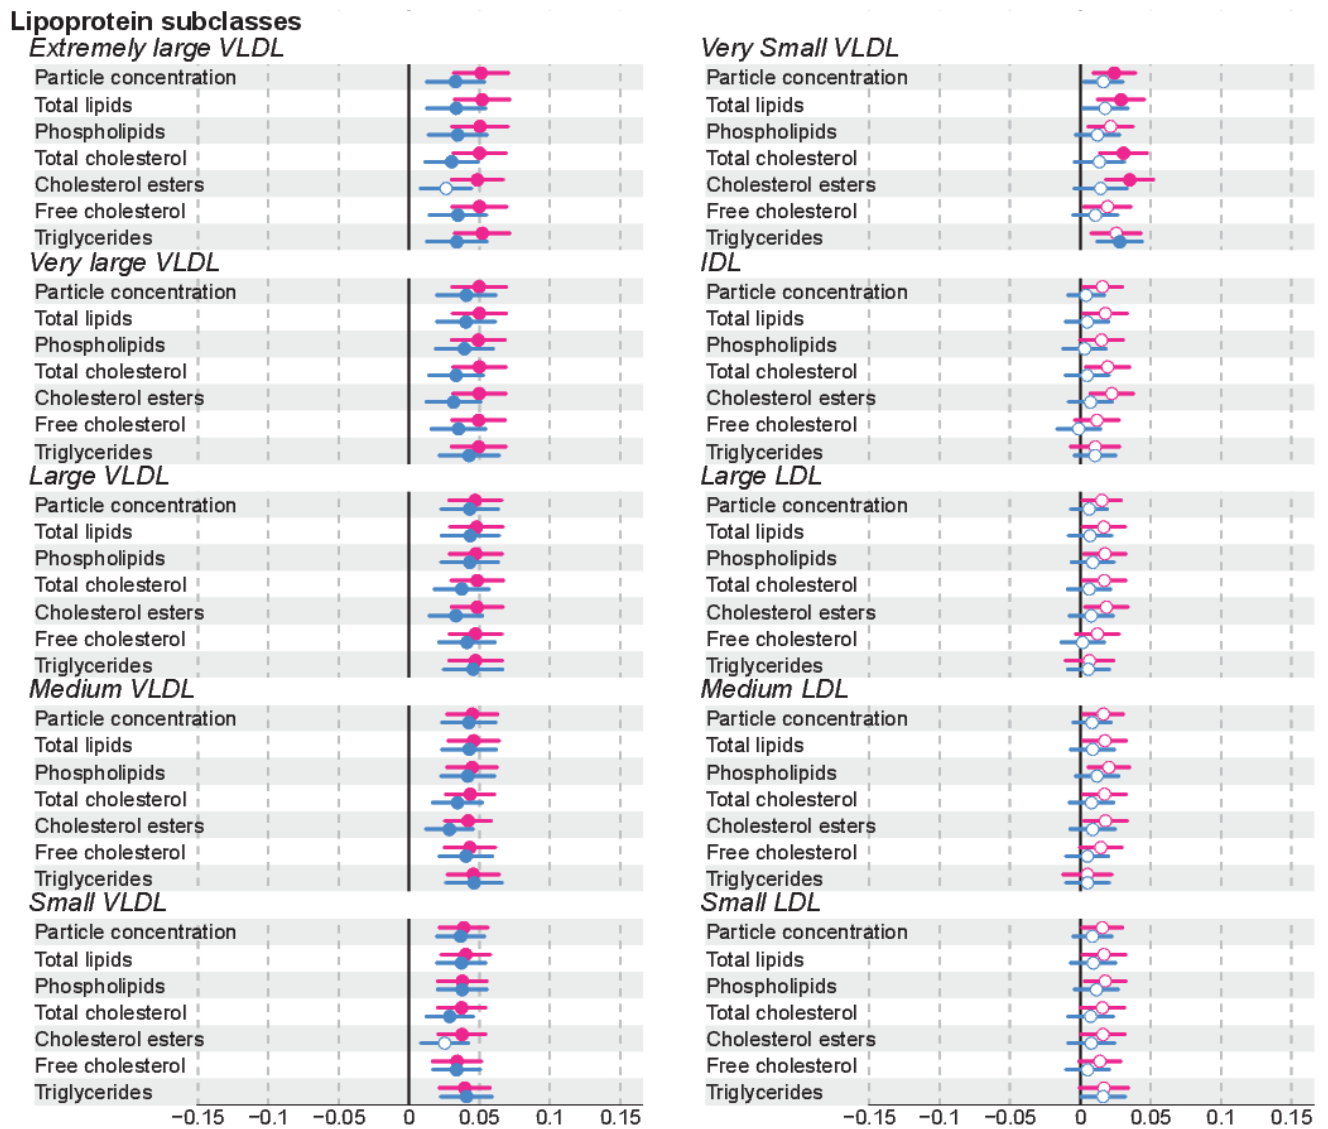 Lipoprotein subclasses
Extremely large VLDL
Particle concentration
Total lipids
Phospholipids
Total cholesterol
Cholesterol esters
Free cholesterol
Triglycerides
Very large VLDL
Particle concentration
Total lipids
Phospholipids
Total cholesterol
Cholesterol esters
Free cholesterol
Triglycerides
Large VLDL
Particle concentration
Total lipids
Phospholipids
Total cholesterol
Cholesterol esters
Free cholesterol
Triglycerides
Medium VLDL
Particle concentration
Total lipids
Phospholipids
Total cholesterol
Cholesterol esters
Free cholesterol
Triglycerides
Small VLDL
Particle concentration
Total lipids
Phospholipids
Total cholesterol
Cholesterol esters
Free cholesterol
Triglycerides
−0.15 −0.1 −0.05 0 0.05 0.1 0.15
Very Small VLDL
Particle concentration
Total lipids
Phospholipids
Total cholesterol
Cholesterol esters
Free cholesterol
Triglycerides
IDL
Particle concentration
Total lipids
Phospholipids
Total cholesterol
Cholesterol esters
Free cholesterol
Triglycerides
Large LDL
Particle concentration
Total lipids
Phospholipids
Total cholesterol
Cholesterol esters
Free cholesterol
Triglycerides
Medium LDL
Particle concentration
Total lipids
Phospholipids
Total cholesterol
Cholesterol esters
Free cholesterol
Triglycerides
Small LDL
Particle concentration
Total lipids
Phospholipids
Total cholesterol
Cholesterol esters
Free cholesterol
Triglycerides
−0.15 −0.1 −0.05 0 0.05 0.1 0.15